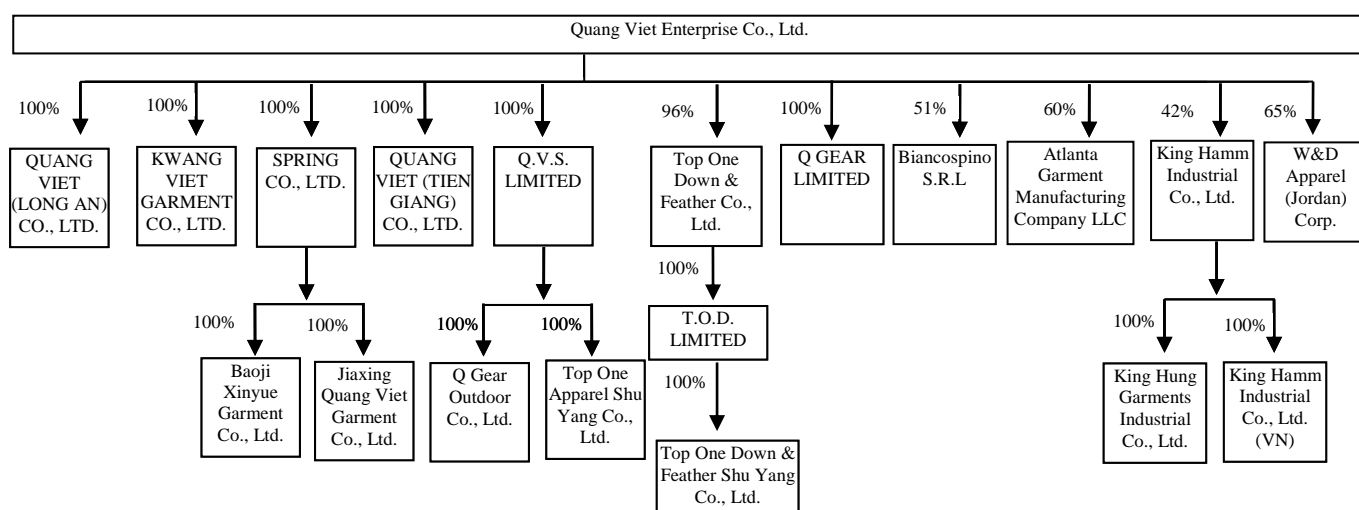 Quang Viet Enterprise Co., Ltd.
100%
100%
100%
100%
100%
96%
100%
51%
60%
42%
65%
QUANG
VIET
(LONG AN)
CO., LTD.
KWANG
VIET
GARMENT
CO., LTD.
SPRING
CO., LTD.
QUANG
VIET (TIEN
GIANG)
CO., LTD.
Q.V.S.
LIMITED
Top One
Down &
Feather Co.,
Ltd.
Q GEAR
LIMITED
Biancospino
S.R.L
Atlanta
Garment
Manufacturing
Company LLC
King Hamm
Industrial
Co., Ltd.
W&D
Apparel
(Jordan)
Corp.
100%
100%
100%
100%
100%
100%
100%
Baoji
Xinyue
Garment
Co., Ltd.
Jiaxing
Quang Viet
Garment
Co., Ltd.
Q Gear
Outdoor
Co., Ltd.
Top One
Apparel Shu
Yang Co.,
Ltd.
T.O.D.
LIMITED
King Hung
Garments
Industrial
Co., Ltd.
King Hamm
Industrial
Co., Ltd.
(VN)
100%
Top One Down &
Feather Shu Yang
Co., Ltd.